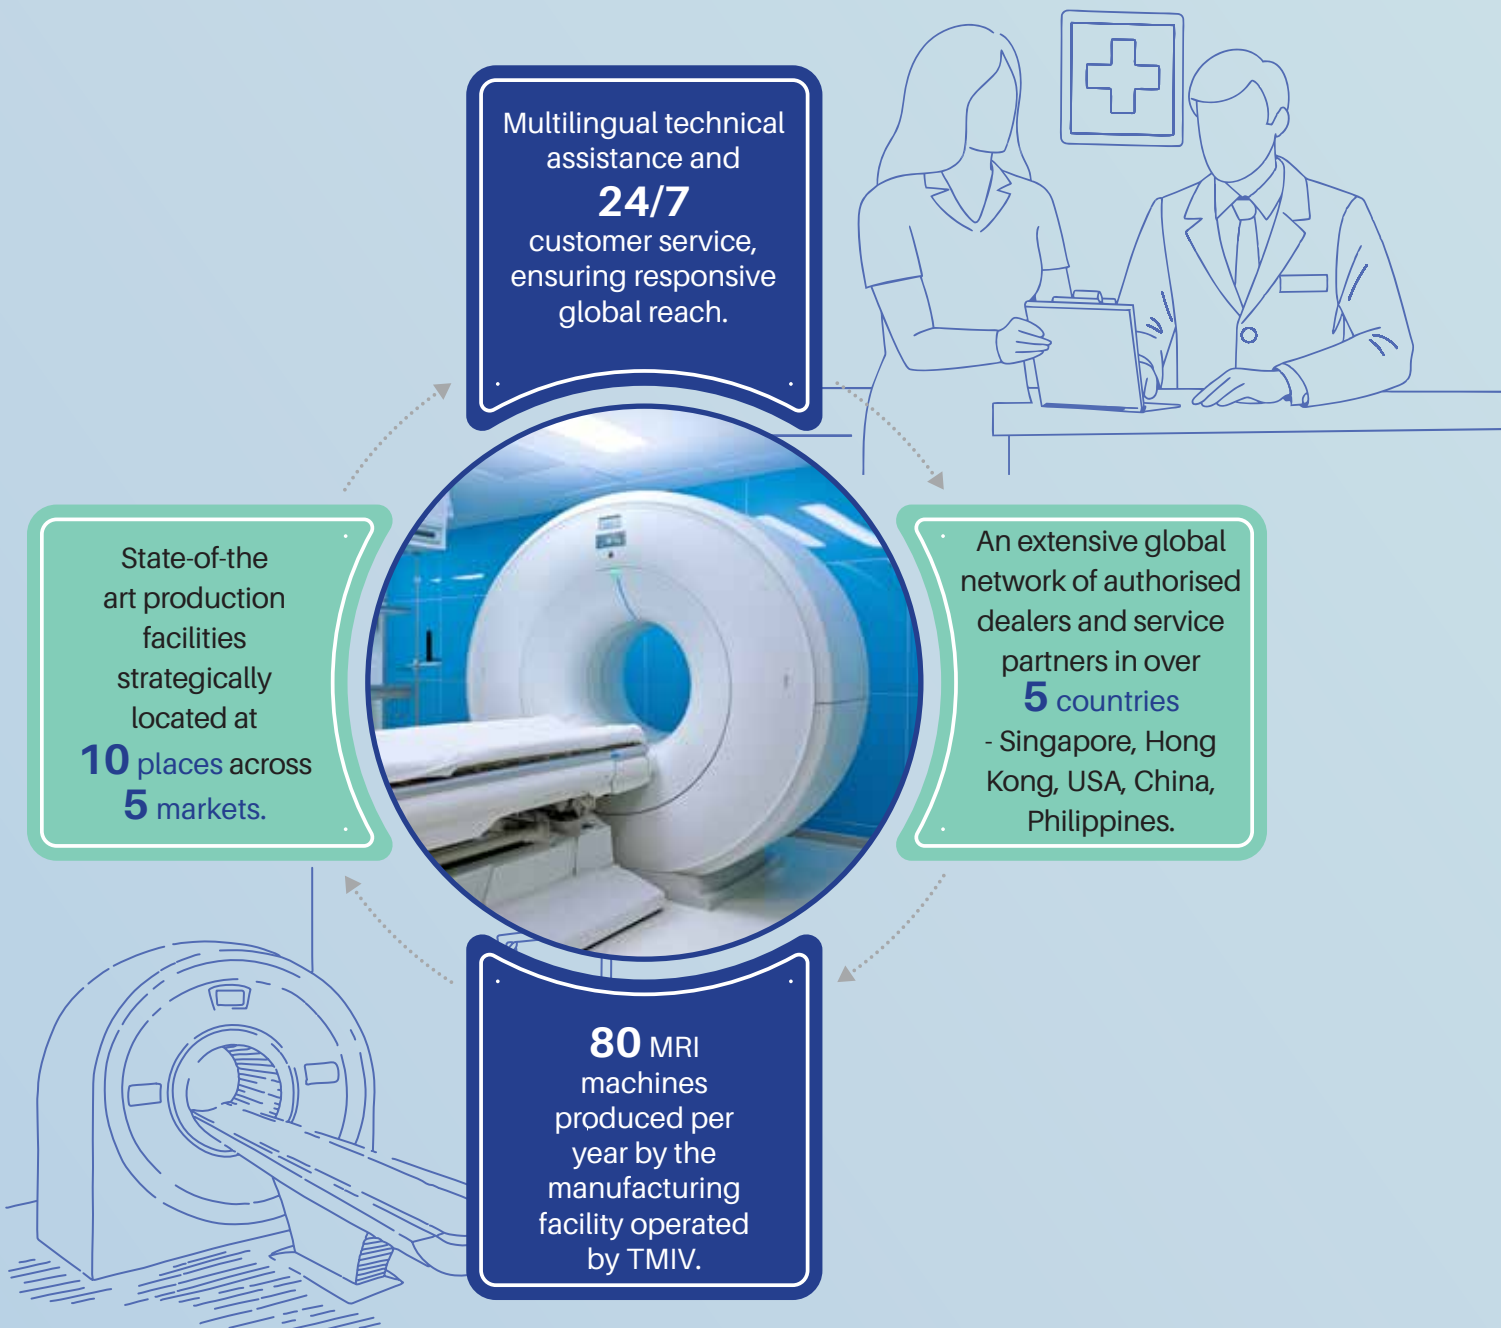 Multilingual technical
assistance and
24/7
customer service,
ensuring responsive
global reach.
State-of-the
art production
facilities
strategically
located at
10 places across
5 markets.
An extensive global
network of authorised
dealers and service
partners in over
5 countries
- Singapore, Hong
Kong, USA, China,
Philippines.
80 MRI
machines
produced per
year by the
manufacturing
facility operated
by TMIV.